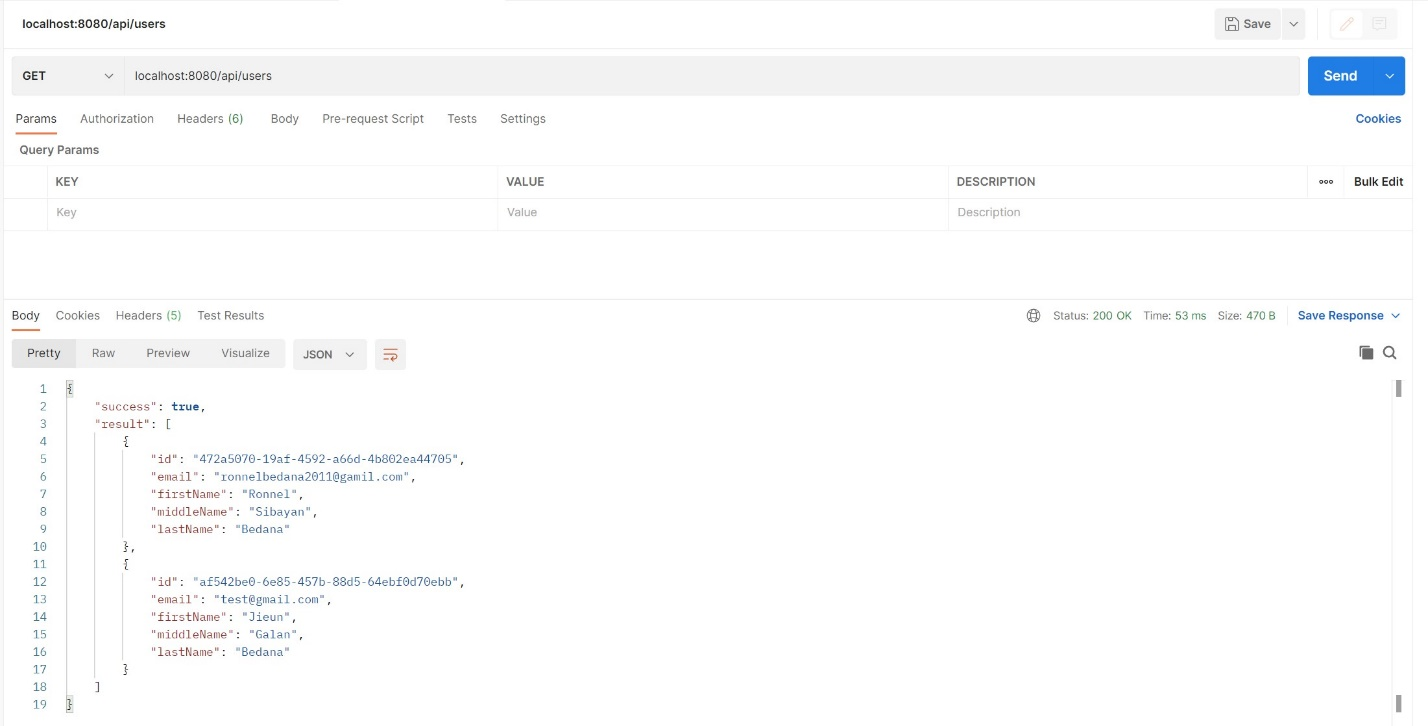 localhost:8080/api/users
Save
GET localhost:8080/api/users Send
Params Authorization Headers (6) Body Pre-request Script Tests Settings Cookies
Query Params
KEY VALUE DESCRIPTION ooo Bulk Edit
Key Value Description
Body Cookies Headers (5) Test Results Status: 200 OK Time: 53 ms Size: 470 B Save Response
Pretty Raw Preview Visualize JSON
1 {
2 "success": true,
3 "result": [
4 {
5 "id": "472a5070-19af-4592-a66d-4b802ea44705",
6 "email": "ronnelbedana2011@gamil.com",
7 "firstName": "Ronnel",
8 "middleName": "Sibayan",
9 "lastName": "Bedana"
10 },
11 {
12 "id": "af542be0-6e85-457b-88d5-64ebf0d70ebb",
13 "email": "test@gmail.com",
14 "firstName": "Jieun",
15 "middleName": "Galan",
16 "lastName": "Bedana"
17 }
18 ]
19 }